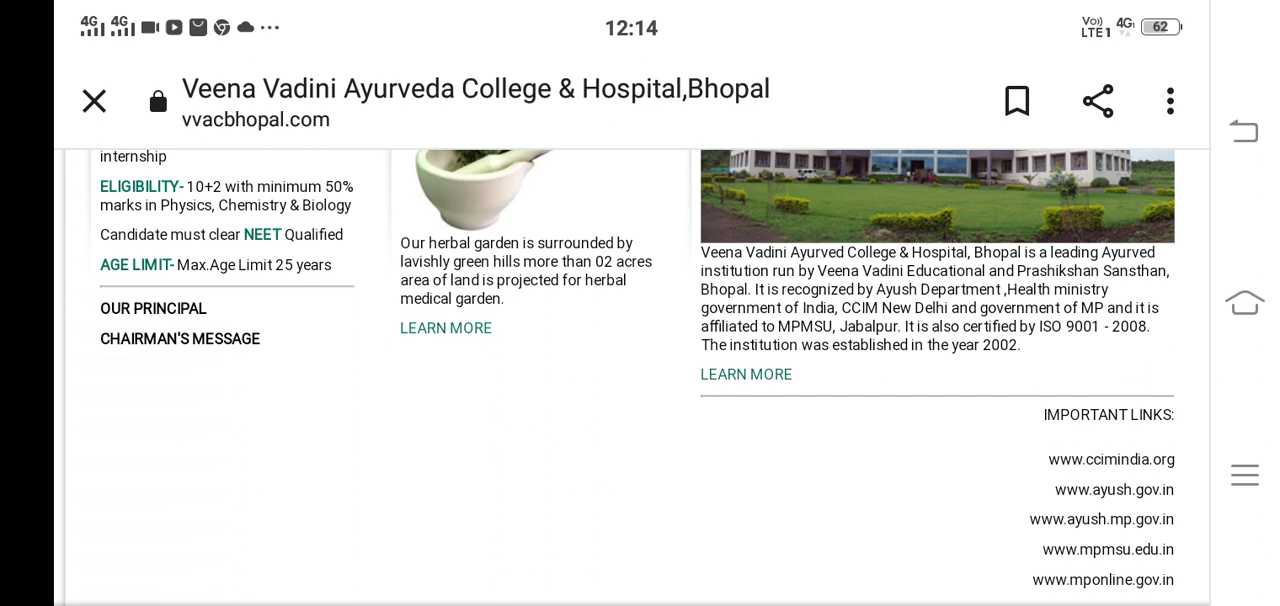 4G 4G 12:14 Vo)) LTE 1 4G 62
Veena Vadini Ayurveda College & Hospital,Bhopal
vvacbhopal.com
internship
ELIGIBILITY- 10+2 with minimum 50%
marks in Physics, Chemistry & Biology
Candidate must clear NEET Qualified
AGE LIMIT- Max.Age Limit 25 years
OUR PRINCIPAL
CHAIRMAN'S MESSAGE
Our herbal garden is surrounded by
lavishly green hills more than 02 acres
area of land is projected for herbal
medical garden.
LEARN MORE
Veena Vadini Ayurved College & Hospital, Bhopal is a leading Ayurved
institution run by Veena Vadini Educational and Prashikshan Sansthan,
Bhopal. It is recognized by Ayush Department ,Health ministry
government of India, CCIM New Delhi and government of MP and it is
affiliated to MPMSU, Jabalpur. It is also certified by ISO 9001 - 2008.
The institution was established in the year 2002.
LEARN MORE
IMPORTANT LINKS:
www.ccimindia.org
www.ayush.gov.in
www.ayush.mp.gov.in
www.mpmsu.edu.in
www.mponline.gov.in